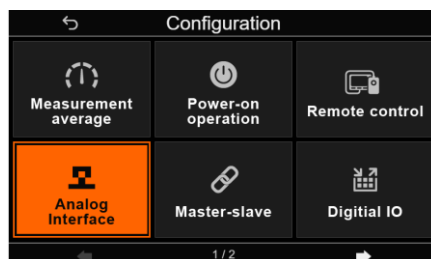 Configuration
Measurement
average
Power-on
operation
Remote control
Analog
Interface
Master-slave
Digitial IO
1/2